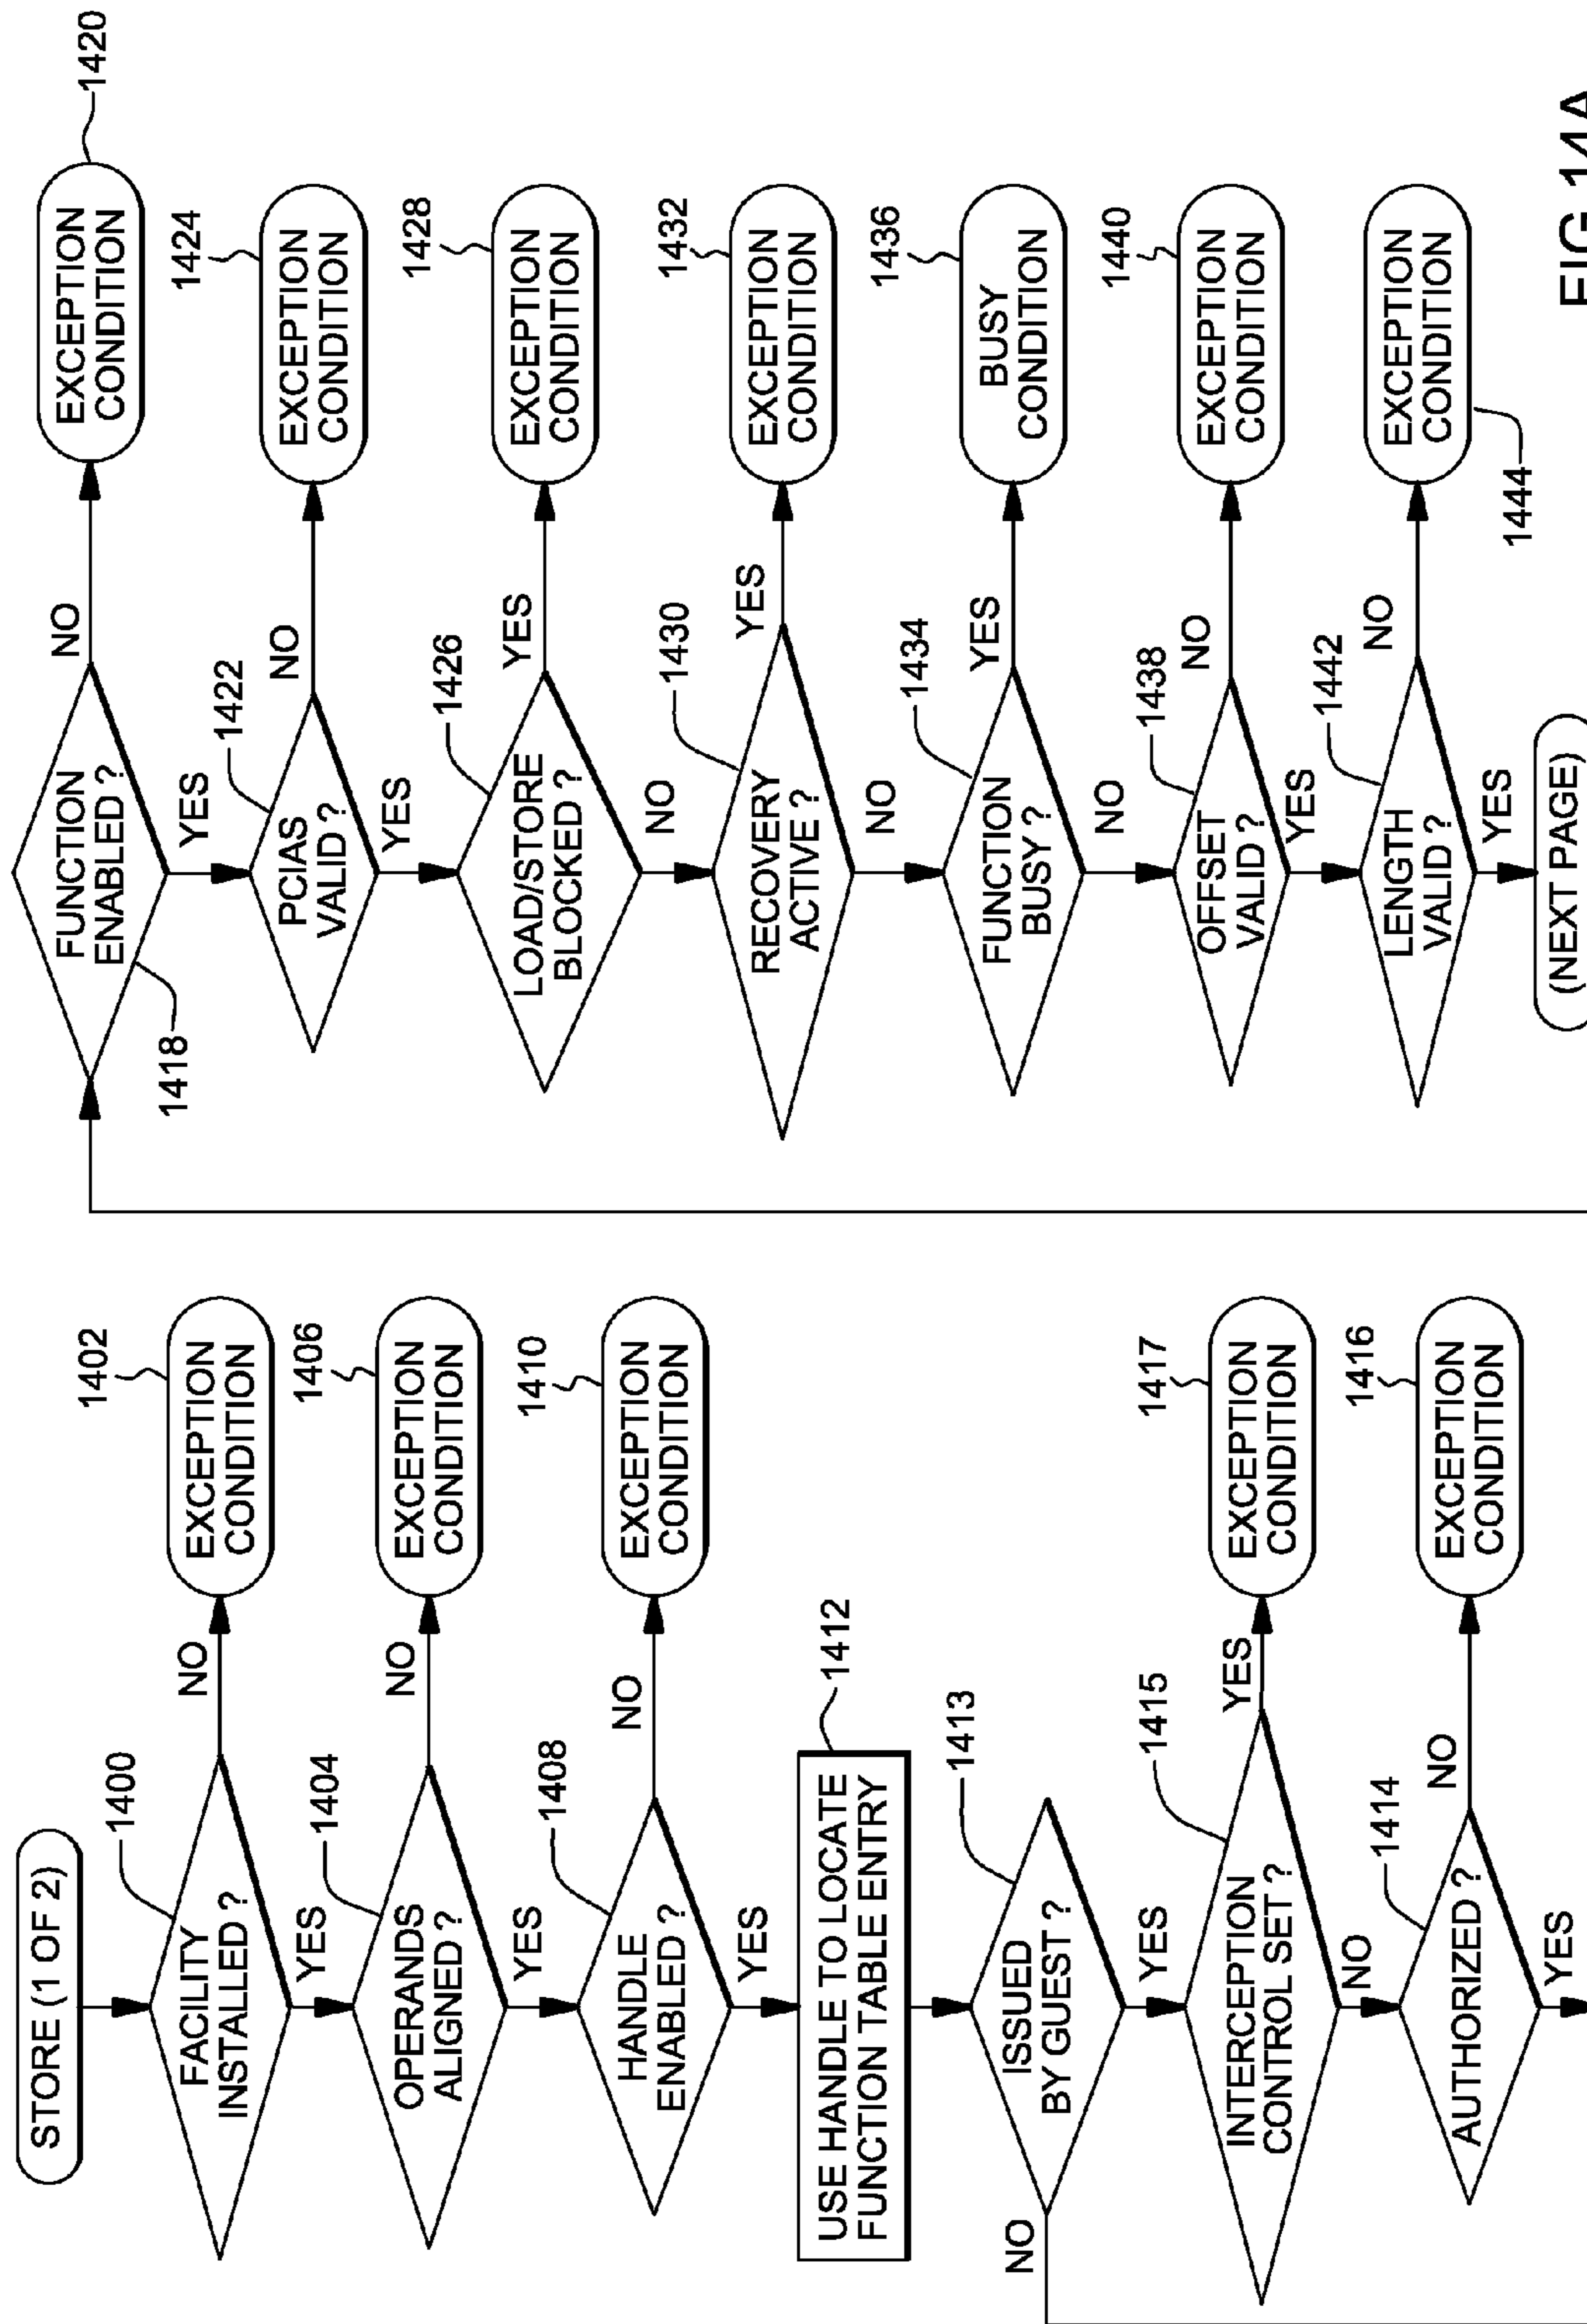 STORE (1 OF 2)
1400
FACILITY
INSTALLED ?
NO
1402
EXCEPTION
CONDITION
YES
1404
OPERANDS
ALIGNED ?
NO
1406
EXCEPTION
CONDITION
YES
1408
HANDLE
ENABLED ?
NO
1410
EXCEPTION
CONDITION
YES
USE HANDLE TO LOCATE
FUNCTION TABLE ENTRY
1412
1413
ISSUED
BY GUEST ?
NO
YES
1415
INTERCEPTION
CONTROL SET ?
YES
1417
EXCEPTION
CONDITION
NO
1414
AUTHORIZED ?
NO
1416
EXCEPTION
CONDITION
YES
1418
FUNCTION
ENABLED ?
NO
1420
EXCEPTION
CONDITION
YES
1422
PCIAS
VALID ?
NO
1424
EXCEPTION
CONDITION
YES
1426
LOAD/STORE
BLOCKED ?
YES
1428
EXCEPTION
CONDITION
NO
1430
RECOVERY
ACTIVE ?
YES
1432
EXCEPTION
CONDITION
NO
1434
FUNCTION
BUSY ?
YES
1436
BUSY
CONDITION
NO
1438
OFFSET
VALID ?
NO
1440
EXCEPTION
CONDITION
YES
1442
LENGTH
VALID ?
NO
1444
EXCEPTION
CONDITION
YES
(NEXT PAGE)
FIG. 14A